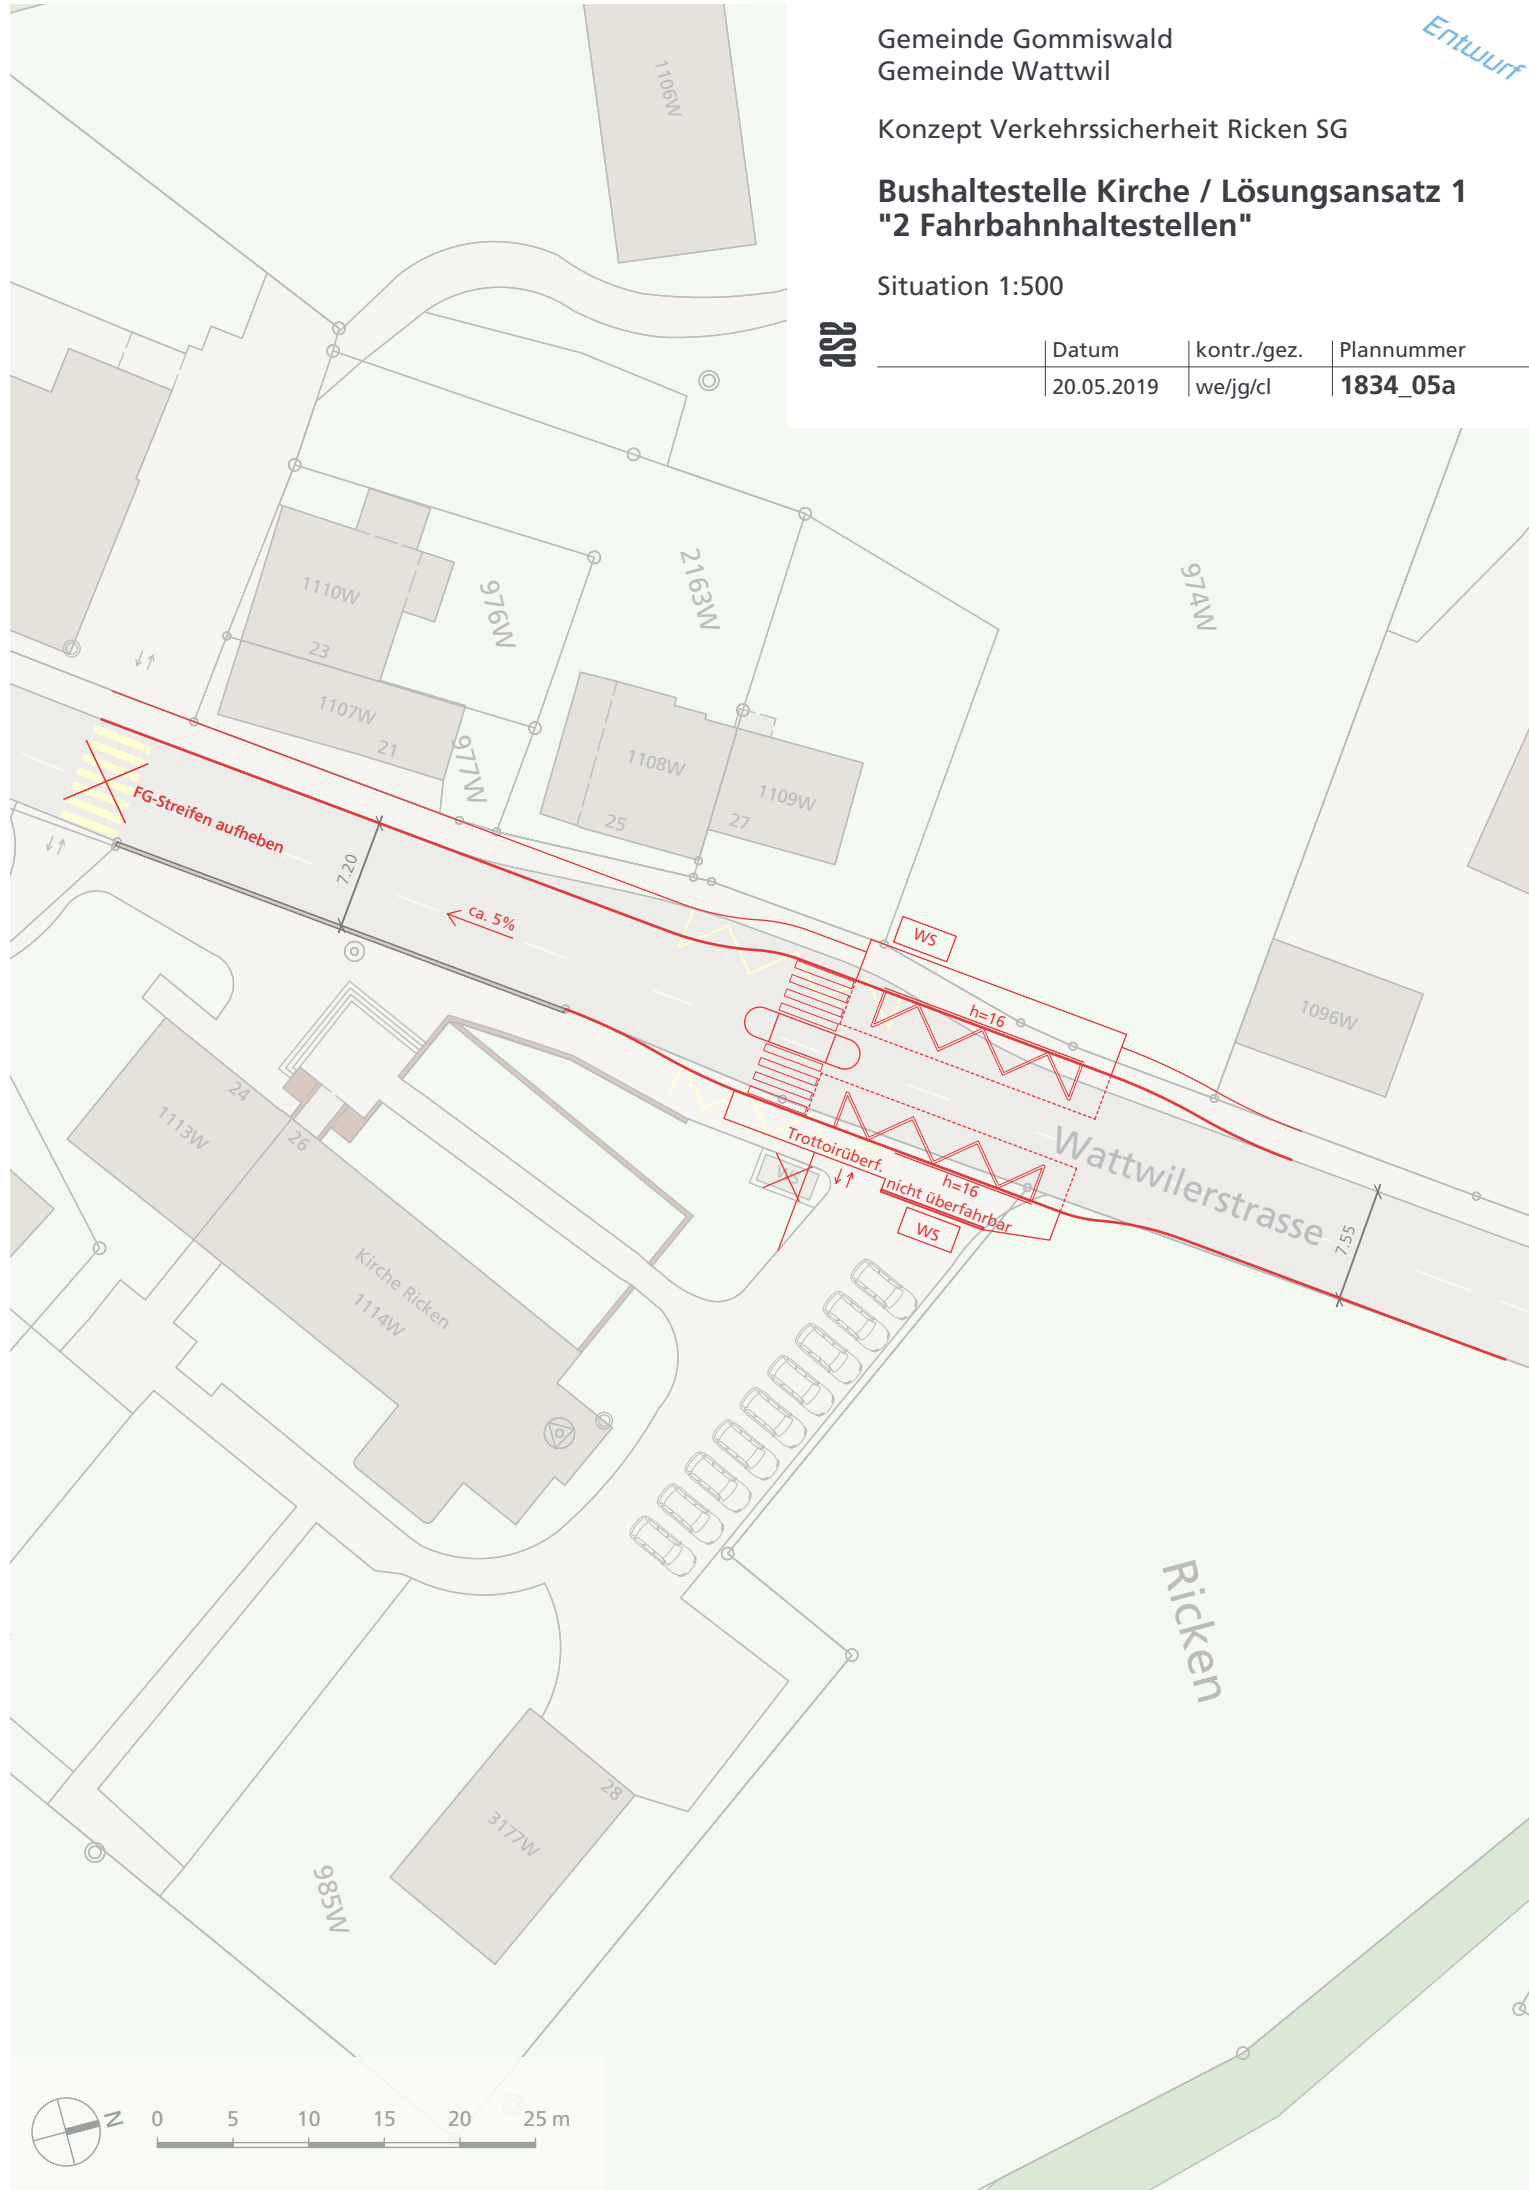 Gemeinde Gommiswald
Gemeinde Wattwil
Entwurf
Konzept Verkehrssicherheit Ricken SG
Bushaltestelle Kirche / Lösungsansatz 1
"2 Fahrbahnhaltestellen"
Situation 1:500
asa
Datum
kontr./gez.
Plannummer
20.05.2019
we/jg/cl
1834_05a
1106W
1110W
23
976W
2163W
974W
1107W
21
977W
1108W
25
1109W
27
FG-Streifen aufheben
7.20
ca. 5%
WS
h=16
1096W
Trottoirüberf.
WS
h=16
nicht überfahrbar
WS
Wattwilerstrasse
7.55
24
1113W
26
Kirche Ricken
1114W
Ricken
28
3177W
985W
N
0 5 10 15 20 25 m